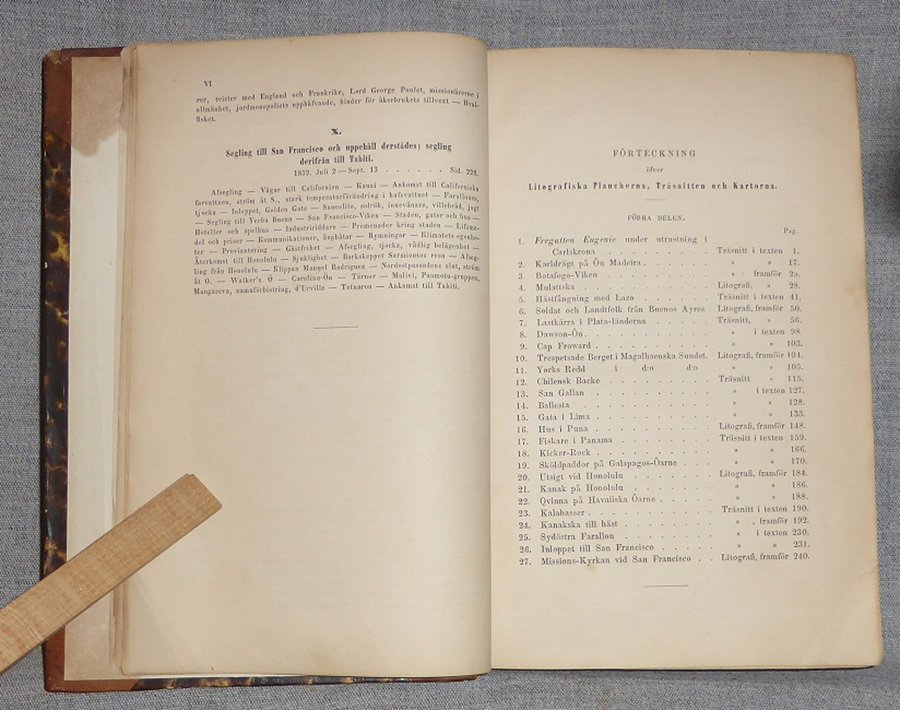 VI
rer, tvister med England och Frankrike, Lord George Paulet, missionärerne i
allmänhet, jordmonopoliets upphäfvande, hinder för åkerbrukets tillvext — Hval-
fisket.
X.
Segling till San Francisco och uppehåll derstädes; segling
derifrån till Tahiti.
1852. Juli 2 — Sept. 13 . . . . . . Sid. 228.
Afsegling — Vågar till Californien — Kauai — Ankomst till Californiska
farvattnen, ström åt S., stark temperaturförändring i hafsvattnet — Farallones,
tjocka — Inloppet, Golden Gate — Saucelito, solrök, innevånare, villebråd, jagt
— Segling till Yerba Buena — San Francisco-Viken — Staden, gator och hus —
Hoteller och spelhus — Industririddare — Promenader kring staden — Lifsme-
del och priser — Kommunikationer, ångbåtar — Rymningar — Klimatets egenhe-
ter — Proviantering — Gästfrihet — Afsegling, tjocka, vådlig belägenhet —
Återkomst till Honolulu — Sjuklighet — Barkskeppet Sarmientos resa — Afseg-
ling från Honolulu — Klippan Manuel Rodriguez — Nordostpassadens slut, ström
åt O. — Walker's Ö — Carolina-Ön — Tärnor — Malivi, Paamotu-gruppen,
Mangareva, namnförbistring, d'Urville — Tetuaroa — Ankomst till Tahiti.
FÖRTECKNING
öfver
Litografiska Plancherna, Träsnitten och Kartorna.
FÖRRA DELEN.
Pag.
1. Fregatten Eugenie under utrustning i
Carlskrona . . . . . . . . Träsnitt i texten 1.
2. Karldrägt på Ön Madeira . . . . . » » 17.
3. Botafogo-Viken . . . . . . . . » framför 25.
4. Mulattska . . . . . . . . . Litografi, » 28.
5. Hästfångning med Lazo . . . . . Träsnitt i texten 41.
6. Soldat och Landtfolk från Buenos Ayres Litografi, framför 50.
7. Lastkärra i Plata-länderna . . . . . Träsnitt, » 56.
8. Dawson-Ön . . . . . . . . . » i texten 98.
9. Cap Froward . . . . . . . . » » 103.
10. Trespetsade Berget i Magalhaenska Sundet. Litografi, framför 104.
11. Yorks Redd i d:o d:o » » 105.
12. Chilensk Backe . . . . . . . . Träsnitt » 115.
13. San Gallan . . . . . . . . . » i texten 127.
14. Ballesta . . . . . . . . . » » 128.
15. Gata i Lima . . . . . . . . » » 133.
16. Hus i Puna . . . . . . . . Litografi, framför 148.
17. Fiskare i Panama . . . . . . . Träsnitt i texten 159.
18. Kicker-Rock . . . . . . . . » » 166.
19. Sköldpaddor på Galapagos-Öarne . . . » » 170.
20. Utsigt vid Honolulu . . . . . . . Litografi, framför 184.
21. Kanak på Honolulu . . . . . . . » » 186.
22. Qvinna på Havaiiska Öarne . . . . . » » 188.
23. Kalabasser . . . . . . . . . Träsnitt i texten 190.
24. Kanakska till häst . . . . . . . » , framför 192.
25. Sydöstra Farallon . . . . . . . » i texten 230.
26. Inloppet till San Francisco . . . . . » » 231.
27. Missions-Kyrkan vid San Francisco . . Litografi, framför 240.